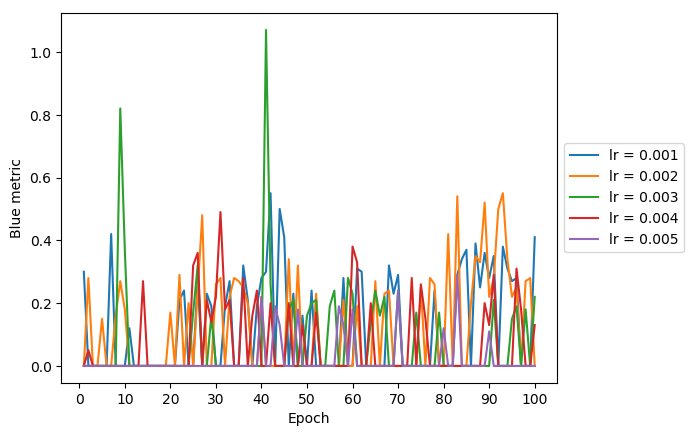 1.0
0.8
0.6
0.4
0.2
0.0
Blue metric
0 10 20 30 40 50 60 70 80 90 100
Epoch
lr = 0.001
lr = 0.002
lr = 0.003
lr = 0.004
lr = 0.005